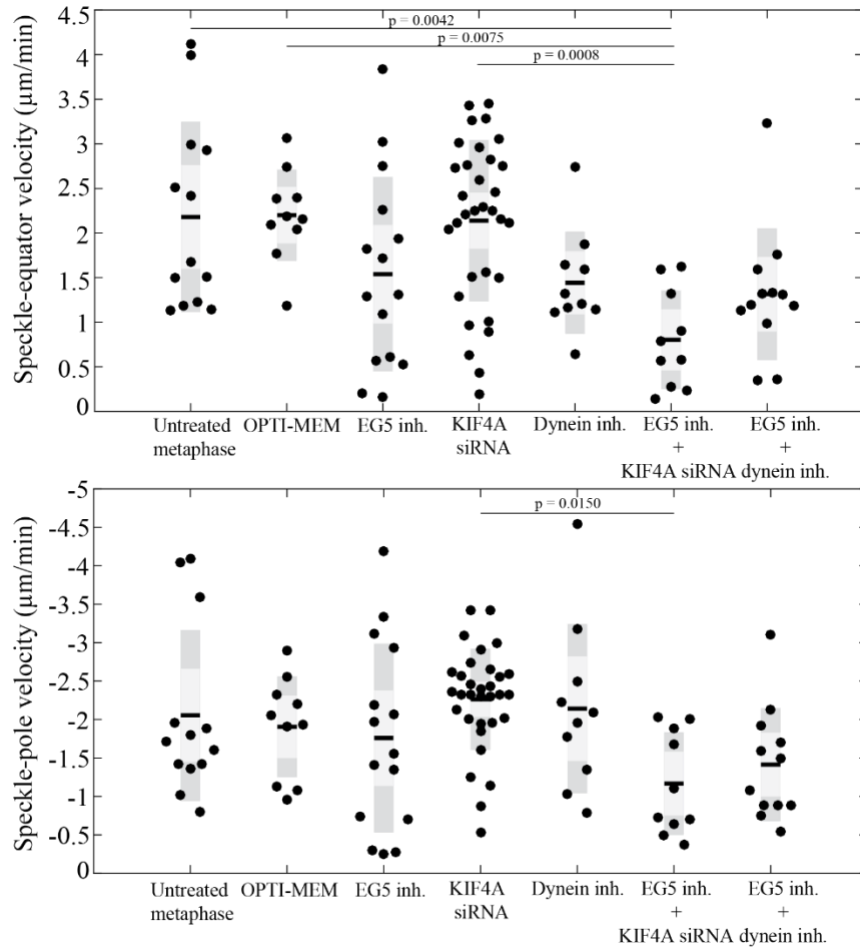 Speckle-equator velocity (μm/min)
4.5
4
3.5
3
2.5
2
1.5
1
0.5
0
p = 0.0042
p = 0.0075
p = 0.0008
Untreated metaphase
OPTI-MEM
EG5 inh.
KIF4A siRNA
Dynein inh.
EG5 inh. + KIF4A siRNA
EG5 inh. + dynein inh.
Speckle-pole velocity (μm/min)
-5
-4.5
-4
-3.5
-3
-2.5
-2
-1.5
-1
-0.5
0
p = 0.0150
Untreated metaphase
OPTI-MEM
EG5 inh.
KIF4A siRNA
Dynein inh.
EG5 inh. + KIF4A siRNA
EG5 inh. + dynein inh.